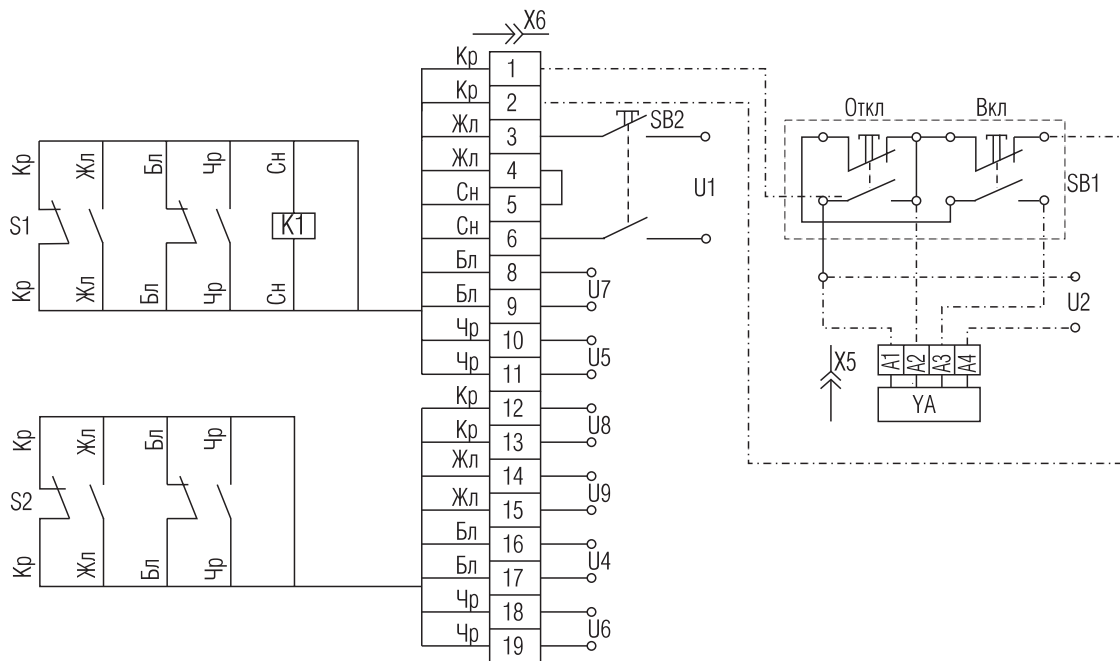 X6
Кр 1
Кр 2
Жл 3
Жл 4
Сн 5
Сн 6
Бл 8
Бл 9
Чр 10
Чр 11
Кр 12
Кр 13
Жл 14
Жл 15
Бл 16
Бл 17
Чр 18
Чр 19
Кр Жл Бл Чр Сн
S1 K1
Кр Жл Бл Чр Сн
Кр Жл Бл Чр
S2
Кр Жл Бл Чр
SB2
U1
U7
U5
U8
U9
U4
U6
Откл Вкл
SB1
U2
X5 A1 A2 A3 A4
YA